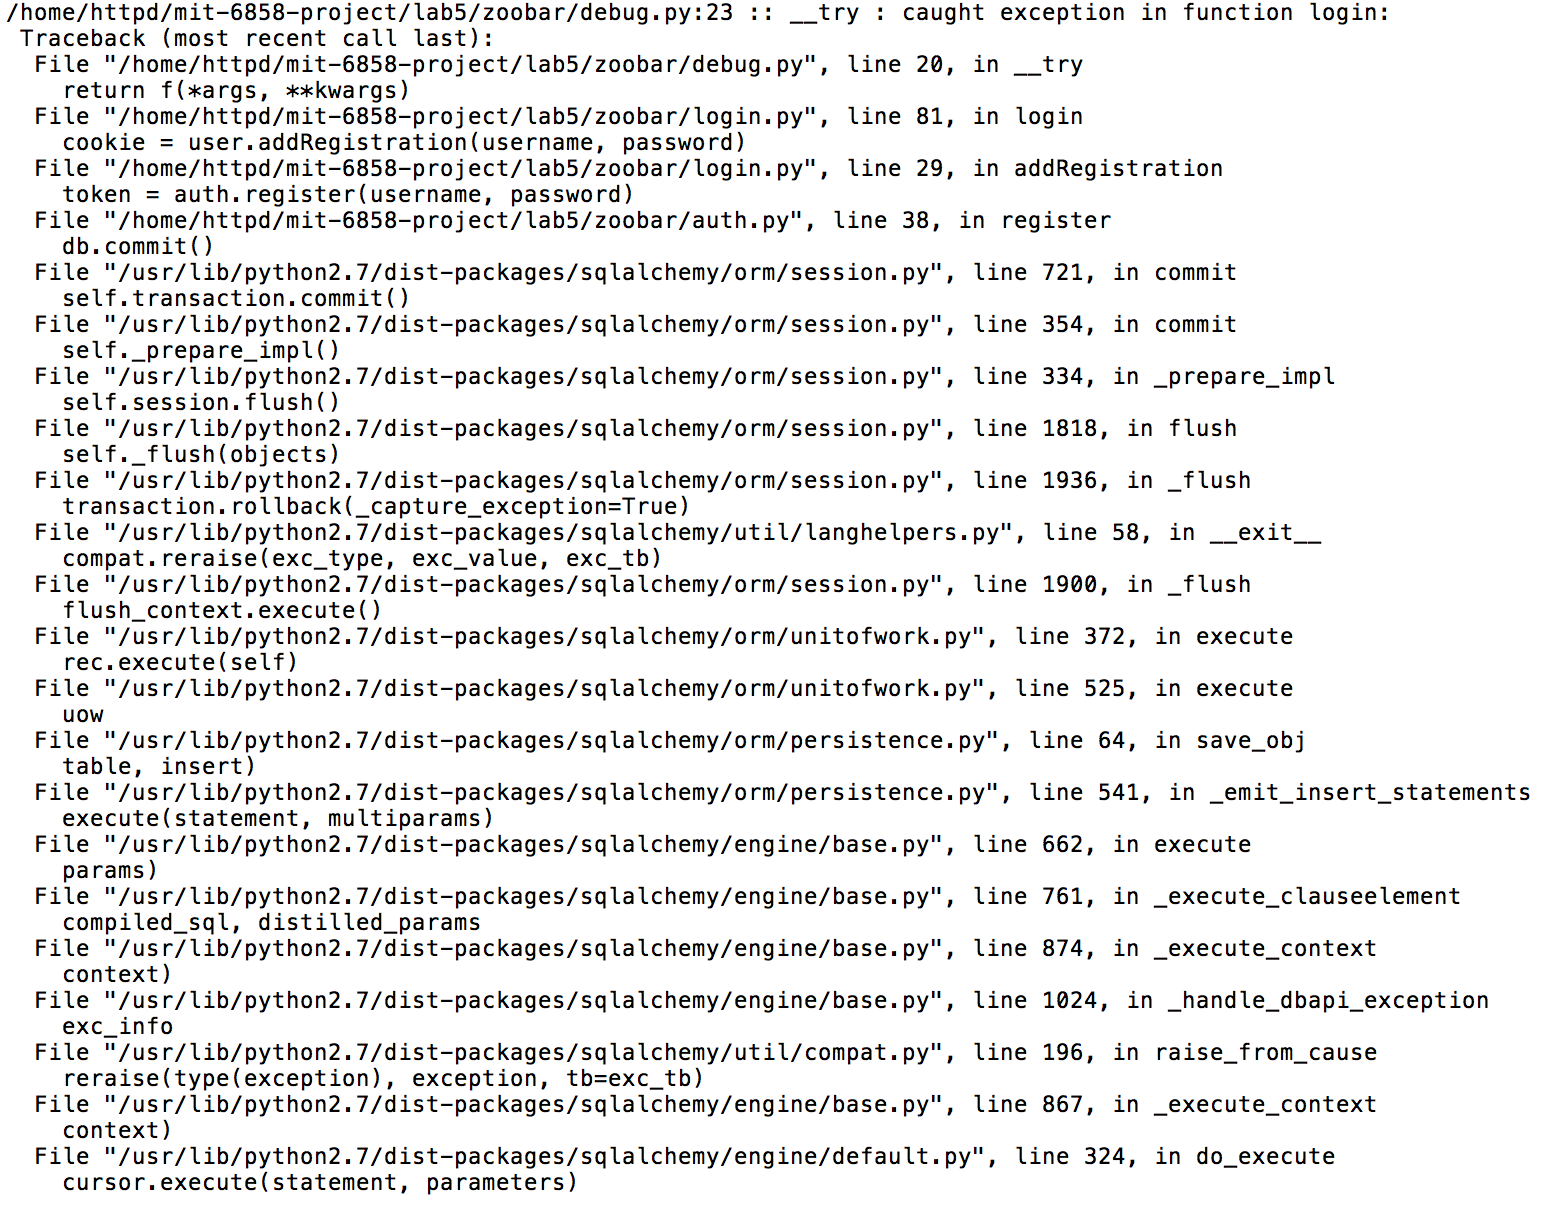 /home/httpd/mit-6858-project/lab5/zoobar/debug.py:23 :: __try : caught exception in function login:
 Traceback (most recent call last):
  File "/home/httpd/mit-6858-project/lab5/zoobar/debug.py", line 20, in __try
    return f(*args, **kwargs)
  File "/home/httpd/mit-6858-project/lab5/zoobar/login.py", line 81, in login
    cookie = user.addRegistration(username, password)
  File "/home/httpd/mit-6858-project/lab5/zoobar/login.py", line 29, in addRegistration
    token = auth.register(username, password)
  File "/home/httpd/mit-6858-project/lab5/zoobar/auth.py", line 38, in register
    db.commit()
  File "/usr/lib/python2.7/dist-packages/sqlalchemy/orm/session.py", line 721, in commit
    self.transaction.commit()
  File "/usr/lib/python2.7/dist-packages/sqlalchemy/orm/session.py", line 354, in commit
    self._prepare_impl()
  File "/usr/lib/python2.7/dist-packages/sqlalchemy/orm/session.py", line 334, in _prepare_impl
    self.session.flush()
  File "/usr/lib/python2.7/dist-packages/sqlalchemy/orm/session.py", line 1818, in flush
    self._flush(objects)
  File "/usr/lib/python2.7/dist-packages/sqlalchemy/orm/session.py", line 1936, in _flush
    transaction.rollback(_capture_exception=True)
  File "/usr/lib/python2.7/dist-packages/sqlalchemy/util/langhelpers.py", line 58, in __exit__
    compat.reraise(exc_type, exc_value, exc_tb)
  File "/usr/lib/python2.7/dist-packages/sqlalchemy/orm/session.py", line 1900, in _flush
    flush_context.execute()
  File "/usr/lib/python2.7/dist-packages/sqlalchemy/orm/unitofwork.py", line 372, in execute
    rec.execute(self)
  File "/usr/lib/python2.7/dist-packages/sqlalchemy/orm/unitofwork.py", line 525, in execute
    uow
  File "/usr/lib/python2.7/dist-packages/sqlalchemy/orm/persistence.py", line 64, in save_obj
    table, insert)
  File "/usr/lib/python2.7/dist-packages/sqlalchemy/orm/persistence.py", line 541, in _emit_insert_statements
    execute(statement, multiparams)
  File "/usr/lib/python2.7/dist-packages/sqlalchemy/engine/base.py", line 662, in execute
    params)
  File "/usr/lib/python2.7/dist-packages/sqlalchemy/engine/base.py", line 761, in _execute_clauseelement
    compiled_sql, distilled_params
  File "/usr/lib/python2.7/dist-packages/sqlalchemy/engine/base.py", line 874, in _execute_context
    context)
  File "/usr/lib/python2.7/dist-packages/sqlalchemy/engine/base.py", line 1024, in _handle_dbapi_exception
    exc_info
  File "/usr/lib/python2.7/dist-packages/sqlalchemy/util/compat.py", line 196, in raise_from_cause
    reraise(type(exception), exception, tb=exc_tb)
  File "/usr/lib/python2.7/dist-packages/sqlalchemy/engine/base.py", line 867, in _execute_context
    context)
  File "/usr/lib/python2.7/dist-packages/sqlalchemy/engine/default.py", line 324, in do_execute
    cursor.execute(statement, parameters)